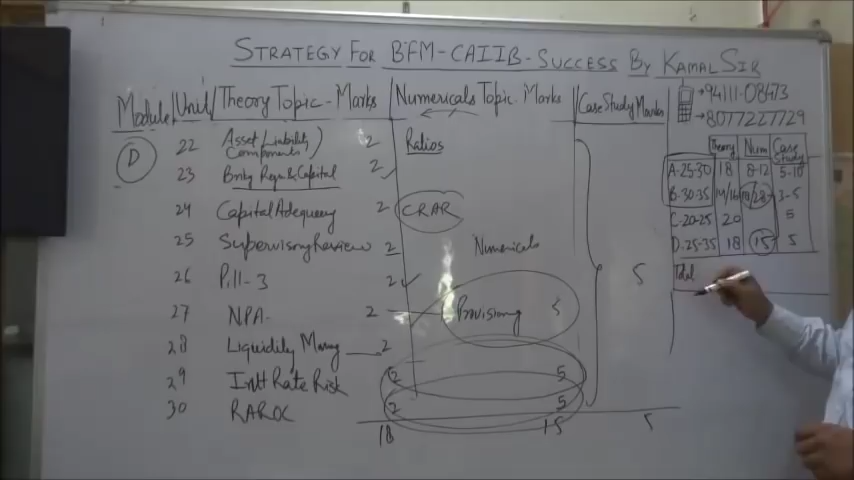 STRATEGY FOR BFM-CAIIB-SUCCESS BY KAMAL SIR
Module Unit Theory Topic - Marks Numericals Topic - Marks Case Study Marks
94111-08473
8077227729
D 22 Asset Liability Components 2 Ratios
23 Bnkg Regn & Capital 2
24 Capital Adequacy 2 CRAR
25 Supervisory Review 2 Numericals
26 Pill-3 2 5
27 NPA- 2 Provisioning 5
28 Liquidity Manag 2
29 Intt Rate Risk 2 5
30 RAROC 2 5
18 15 5
Theory Num Case Study
A-25-30 18 8-12 5-10
B-30-35 3-5
C-20-25 20 5
D-25-35 18 15 5
Total